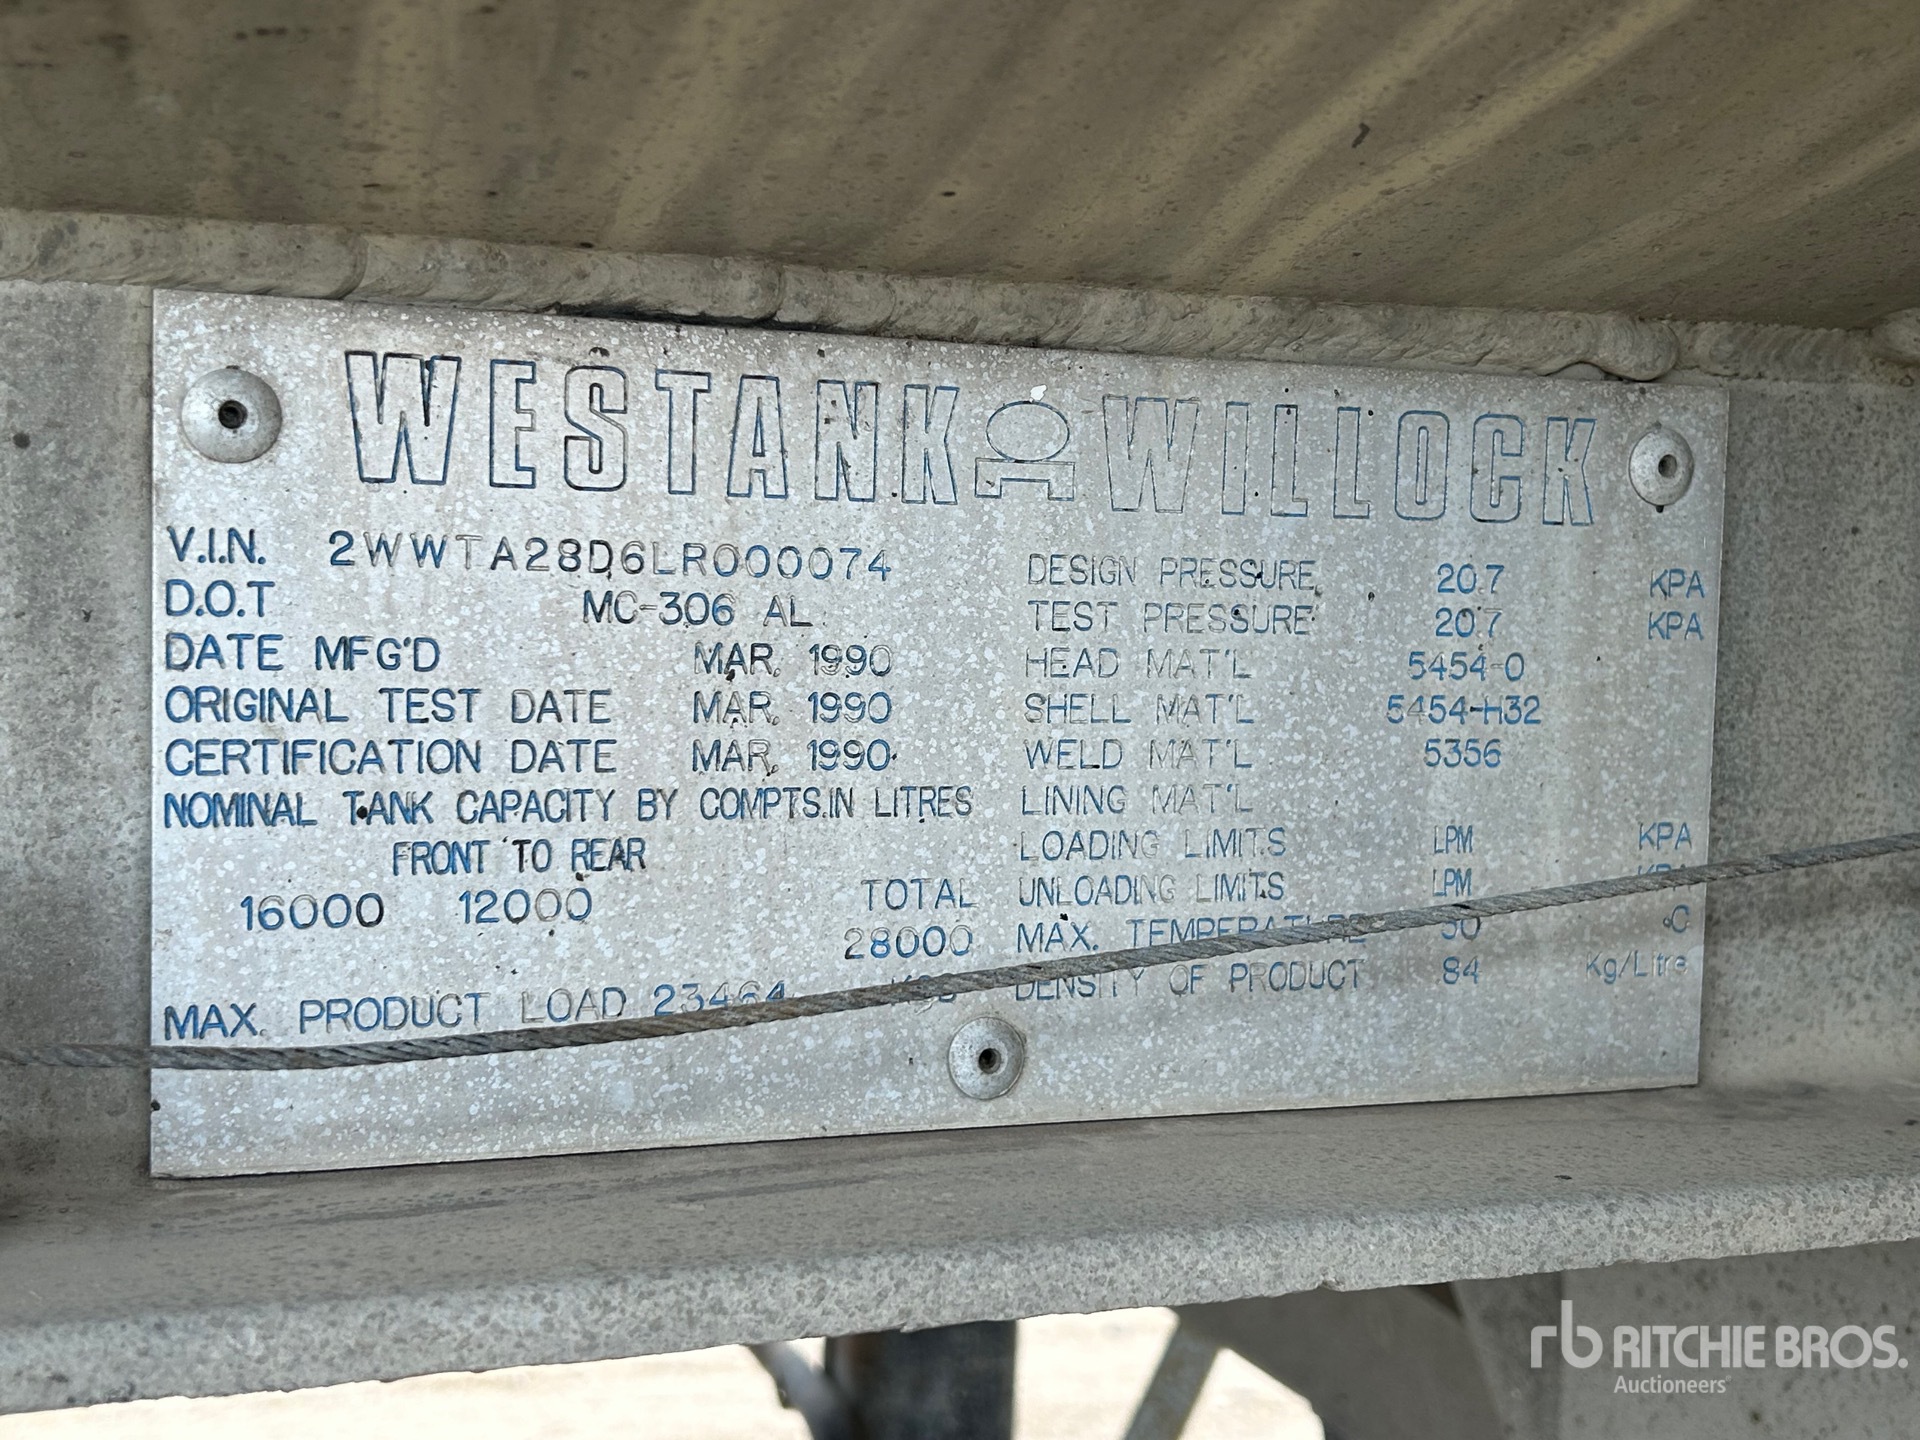 WESTANK WILLOCK
V.I.N. 2WWTA28D6LR000074
D.O.T MC-306 AL
DATE MFG'D MAR. 1990
ORIGINAL TEST DATE MAR. 1990
CERTIFICATION DATE MAR. 1990
NOMINAL TANK CAPACITY BY COMPTS.IN LITRES
FRONT TO REAR
16000 12000 TOTAL
28000
MAX. PRODUCT LOAD 23464
DESIGN PRESSURE 20.7 KPA
TEST PRESSURE 20.7 KPA
HEAD MAT'L 5454-0
SHELL MAT'L 5454-H32
WELD MAT'L 5356
LINING MAT'L
LOADING LIMITS LPM KPA
UNLOADING LIMITS LPM KPA
MAX. TEMPERATURE °C
DENSITY OF PRODUCT 84 Kg/Litre
rb RITCHIE BROS.
Auctioneers